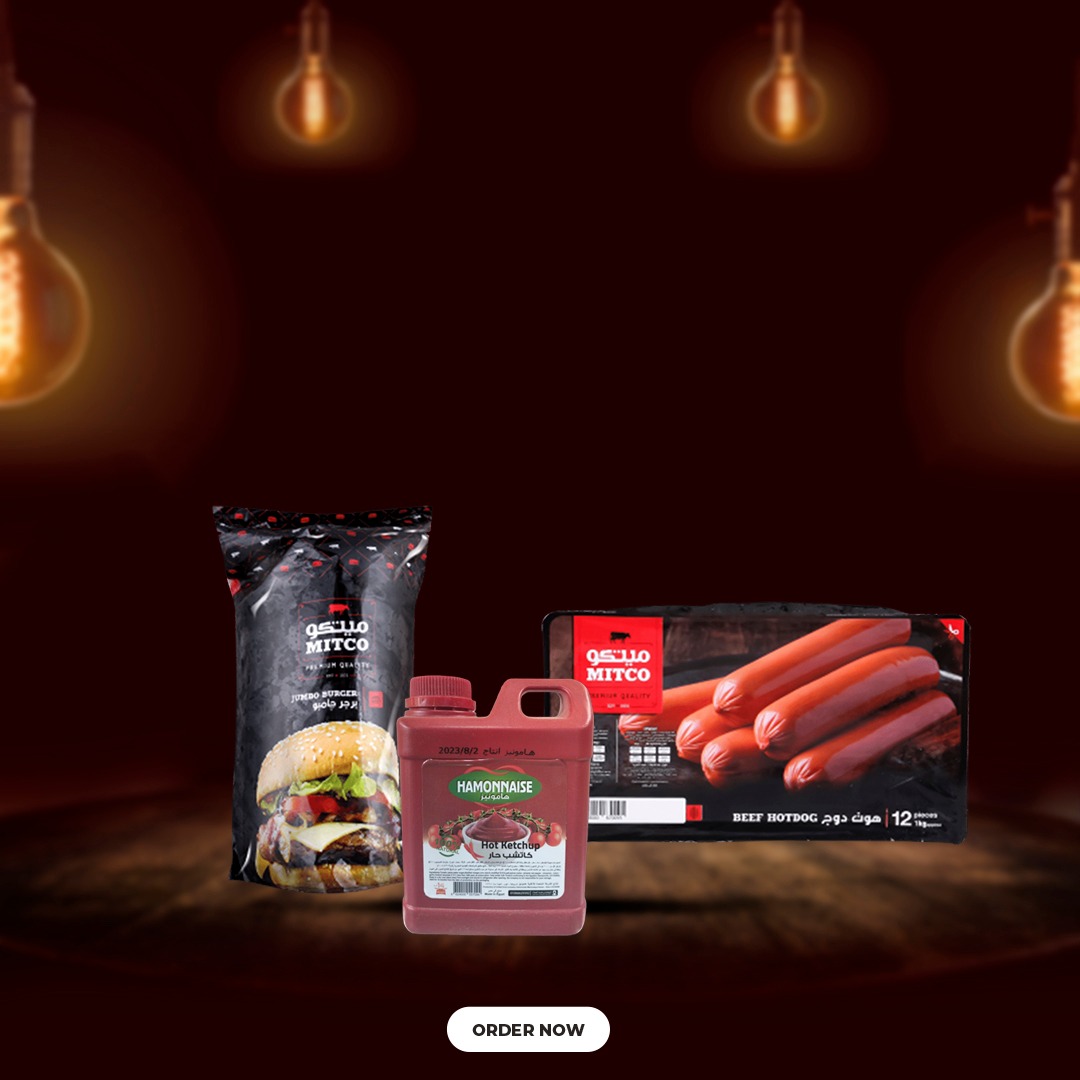 ميتكو
MITCO
PREMIUM QUALITY
JUMBO BURGER
برجر جامبو
هامونيز انتاج 2023/8/2
HAMONNAISE
هامونيز
Hot Ketchup
كاتشب حار
ميتكو
MITCO
PREMIUM QUALITY
BEEF HOTDOG هوت دوج
12 pieces
1kg
ORDER NOW